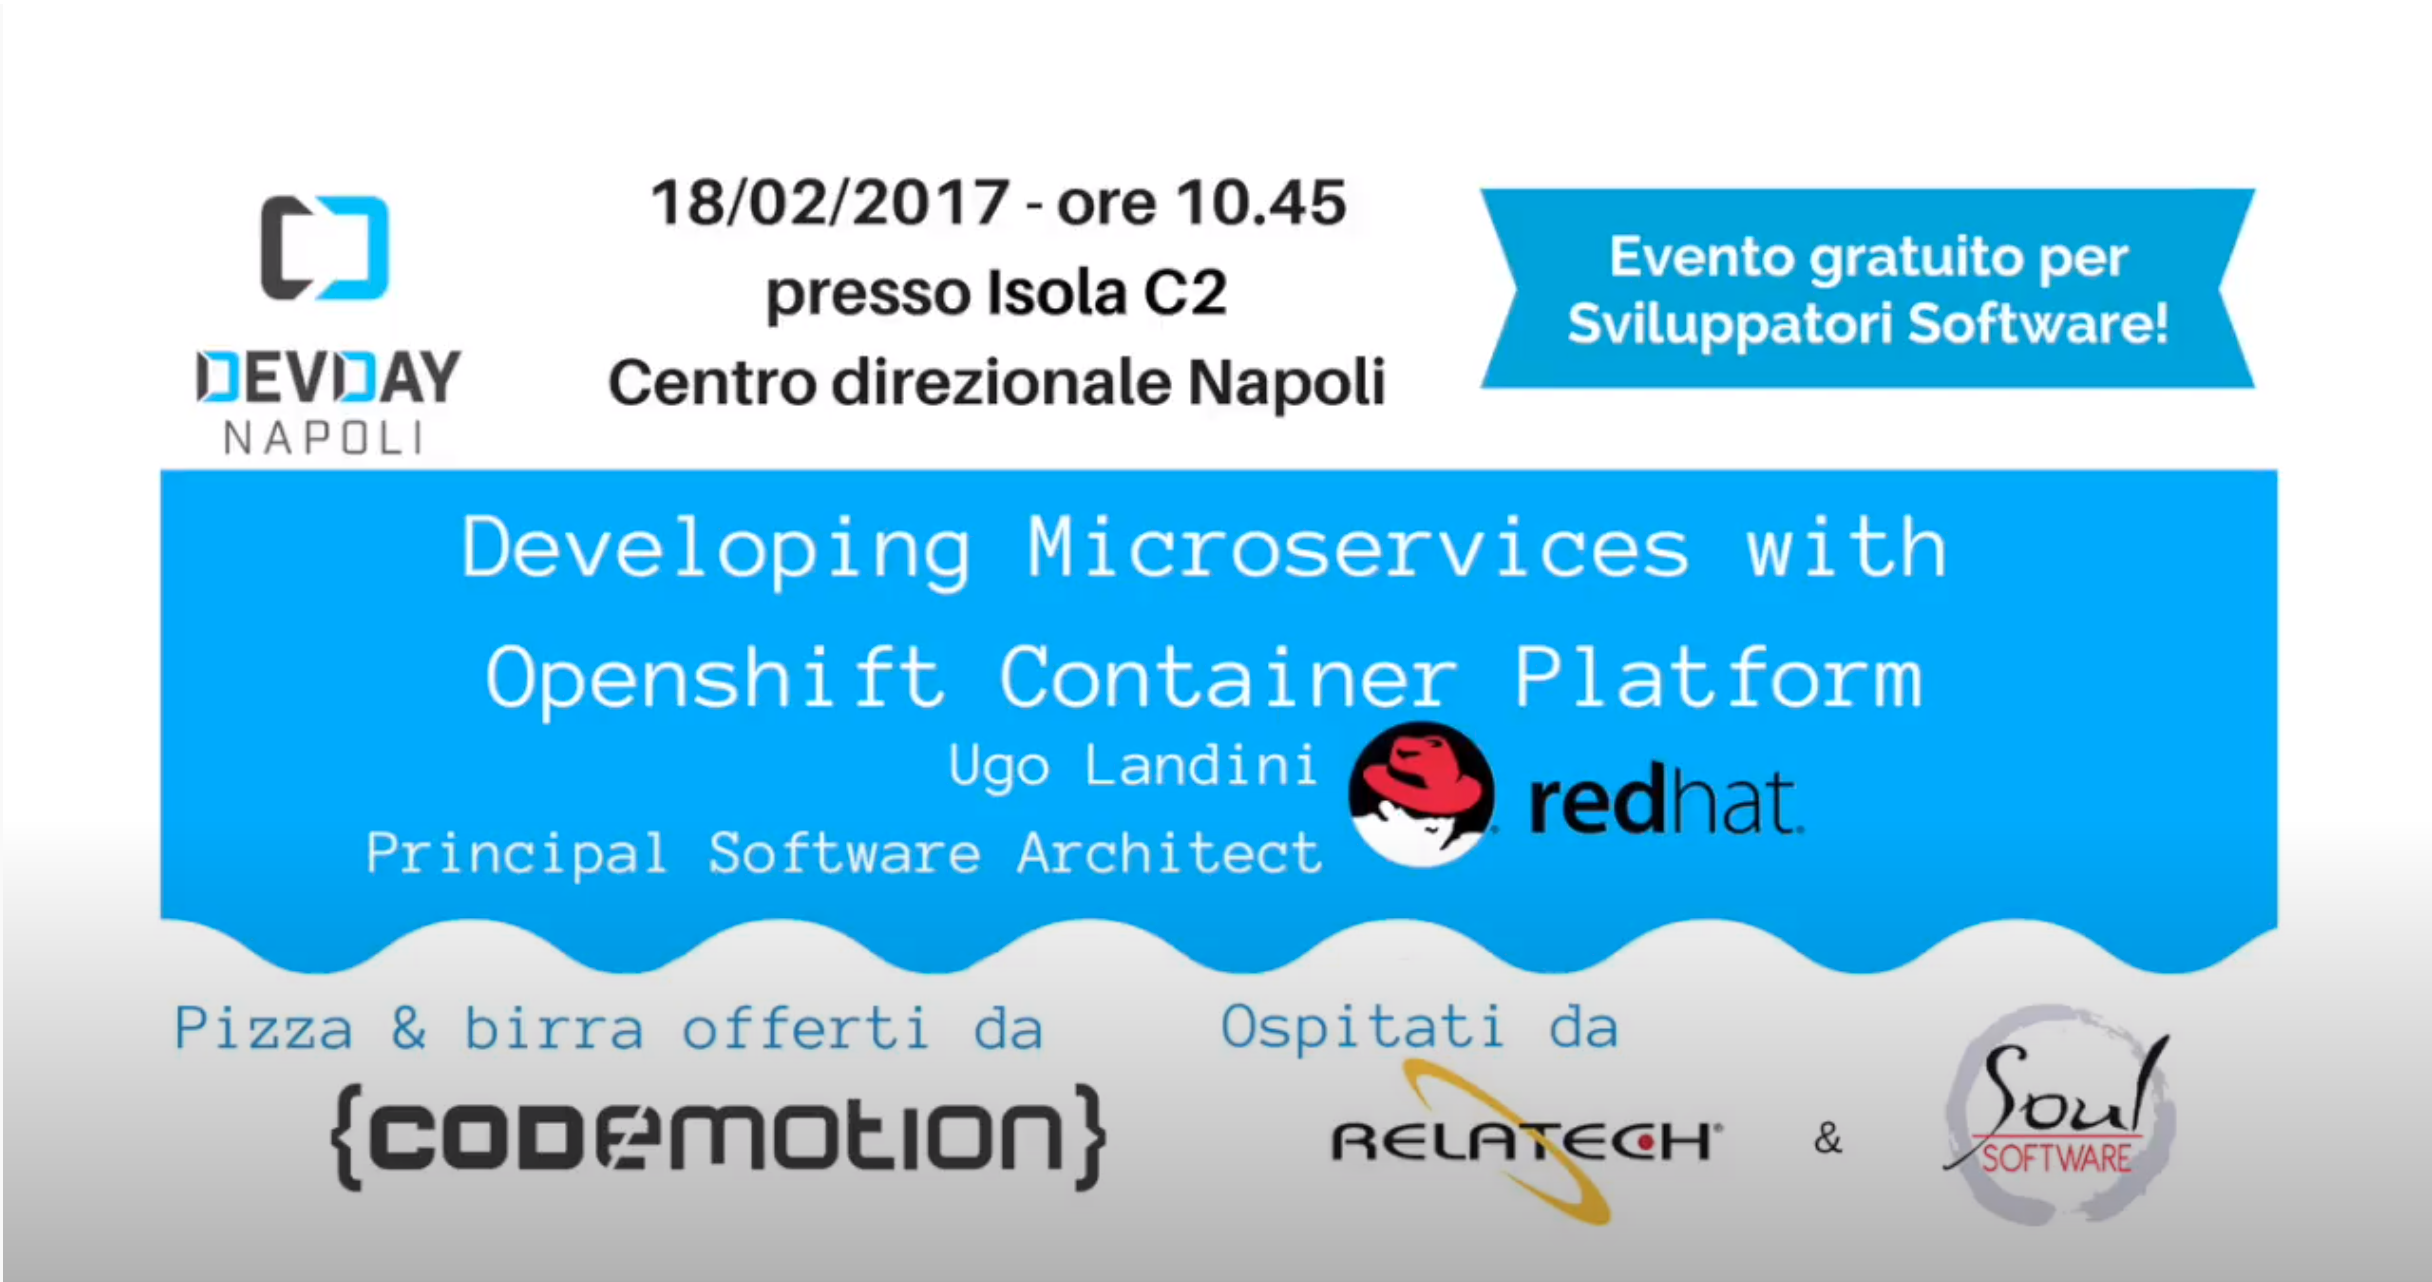 DEVDAY
NAPOLI
18/02/2017 - ore 10.45
presso Isola C2
Centro direzionale Napoli
Evento gratuito per
Sviluppatori Software!
Developing Microservices with
Openshift Container Platform
Ugo Landini
Principal Software Architect
redhat.
Pizza & birra offerti da
{codemotion}
Ospitati da
RELATECH®
&
Soul
SOFTWARE